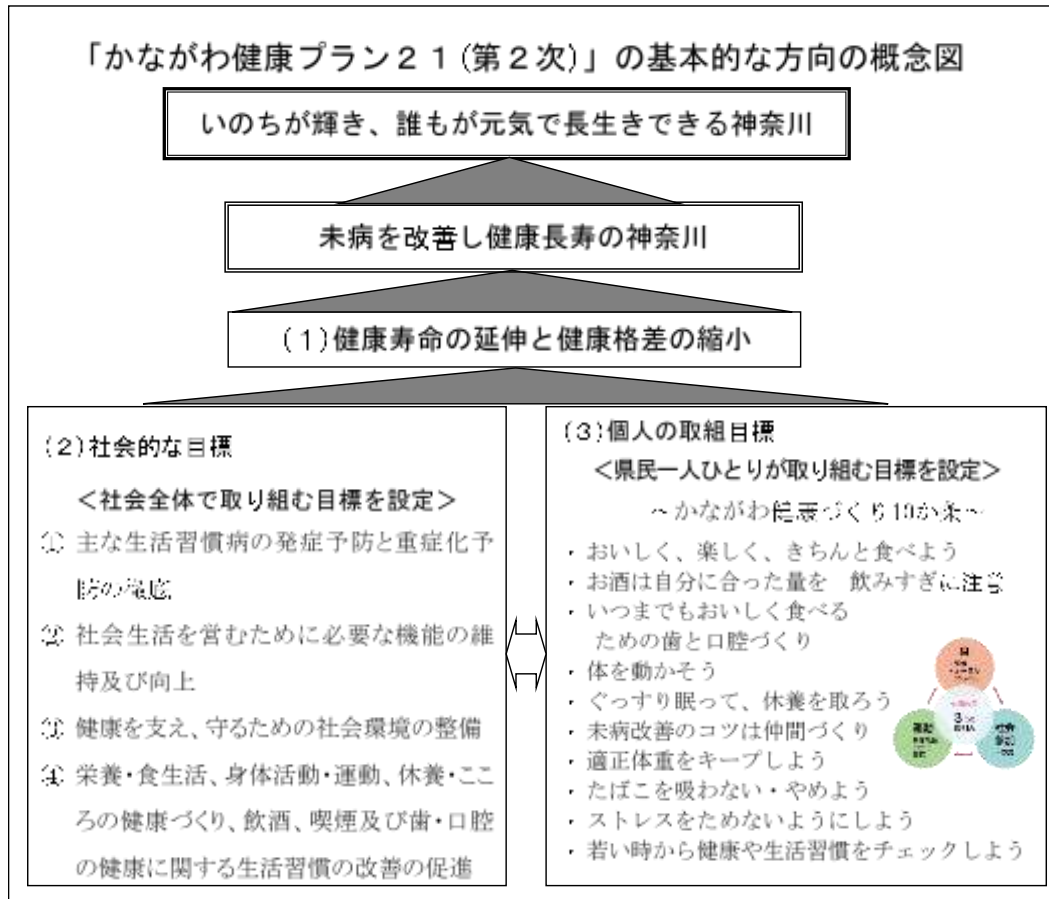 「かながわ健康プラン２１(第２次)」の基本的な方向の概念図
いのちが輝き、誰もが元気で長生きできる神奈川
未病を改善し健康長寿の神奈川
(１)健康寿命の延伸と健康格差の縮小
(２)社会的な目標
＜社会全体で取り組む目標を設定＞
① 主な生活習慣病の発症予防と重症化予
防の徹底
② 社会生活を営むために必要な機能の維
持及び向上
③ 健康を支え、守るための社会環境の整備
④ 栄養・食生活、身体活動・運動、休養・ここ
ろの健康づくり、飲酒、喫煙及び歯・口腔
の健康に関する生活習慣の改善の促進
(３)個人の取組目標
＜県民一人ひとりが取り組む目標を設定＞
～かながわ健康づくり10か条～
・ おいしく、楽しく、きちんと食べよう
・ お酒は自分に合った量を　飲みすぎに注意
・ いつまでもおいしく食べる
ための歯と口腔づくり
・ 体を動かそう
・ ぐっすり眠って、休養を取ろう
・ 未病改善のコツは仲間づくり
・ 適正体重をキープしよう
・ たばこを吸わない・やめよう
・ ストレスをためないようにしよう
・ 若い時から健康や生活習慣をチェックしよう
食
運動
社会
参加